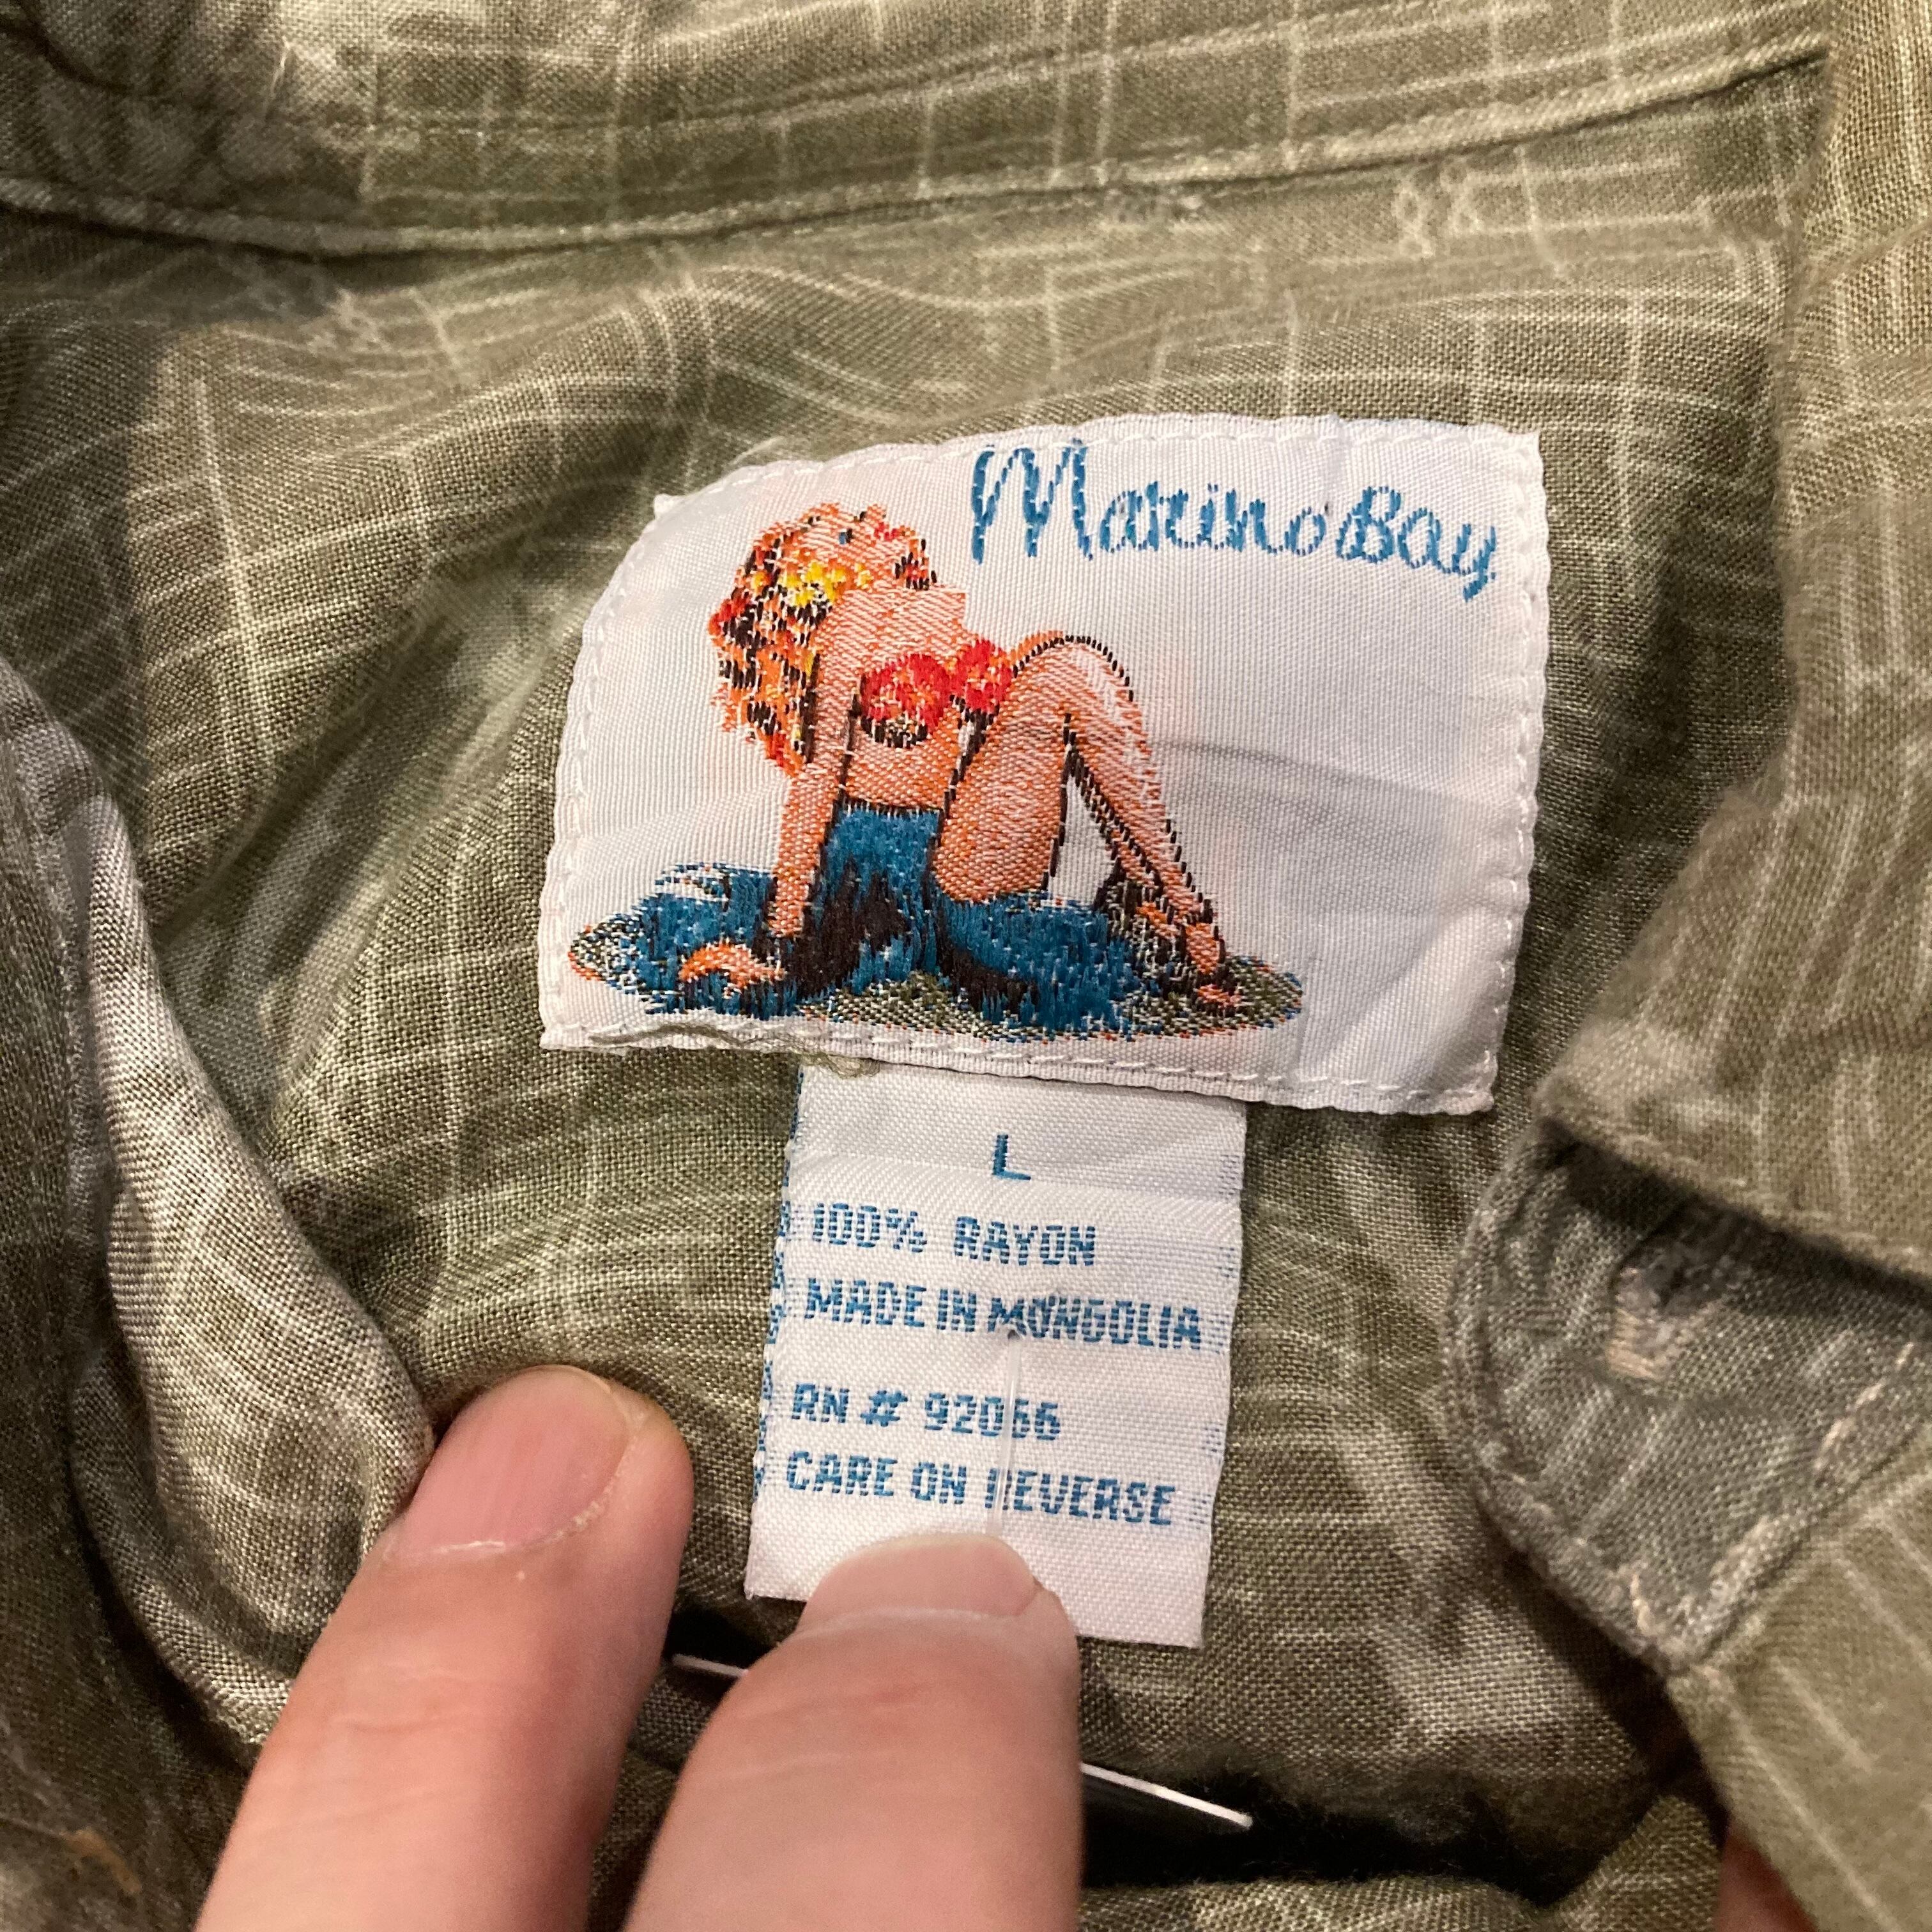 Marino Bay
L
100% RAYON
MADE IN MONGOLIA
RN # 92066
CARE ON REVERSE